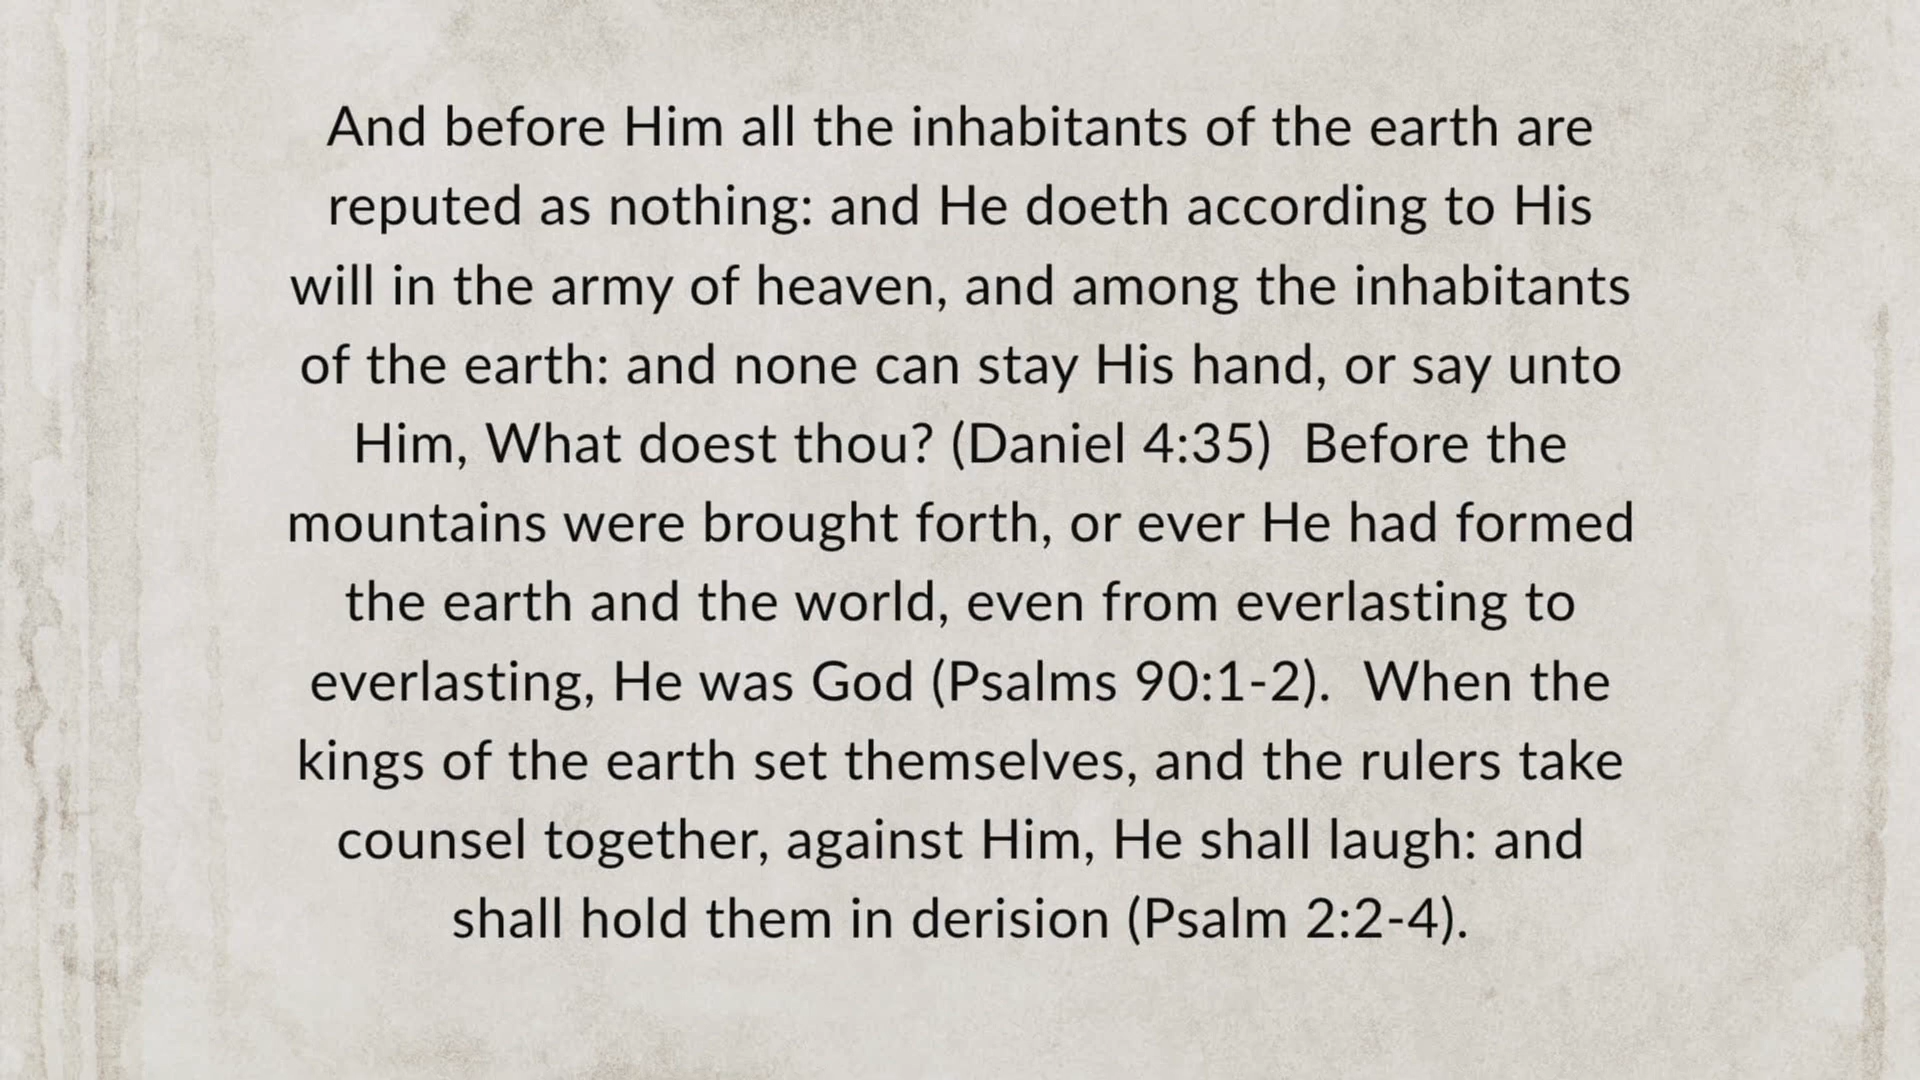 And before Him all the inhabitants of the earth are
reputed as nothing: and He doeth according to His
will in the army of heaven, and among the inhabitants
of the earth: and none can stay His hand, or say unto
Him, What doest thou? (Daniel 4:35)  Before the
mountains were brought forth, or ever He had formed
the earth and the world, even from everlasting to
everlasting, He was God (Psalms 90:1-2).  When the
kings of the earth set themselves, and the rulers take
counsel together, against Him, He shall laugh: and
shall hold them in derision (Psalm 2:2-4).